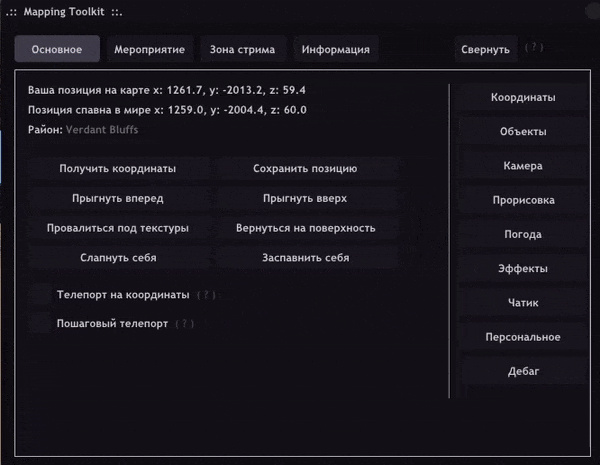 .:: Mapping Toolkit ::.
Основное Мероприятие Зона стрима Информация Свернуть (?)
Ваша позиция на карте x: 1261.7, y: -2013.2, z: 59.4
Позиция спавна в мире x: 1259.0, y: -2004.4, z: 60.0
Район: Verdant Bluffs
Получить координаты Сохранить позицию
Прыгнуть вперед Прыгнуть вверх
Провалиться под текстуры Вернуться на поверхность
Слапнуть себя Заспавнить себя
Телепорт на координаты (?)
Пошаговый телепорт (?)
Координаты
Объекты
Камера
Прорисовка
Погода
Эффекты
Чатик
Персональное
Дебаг